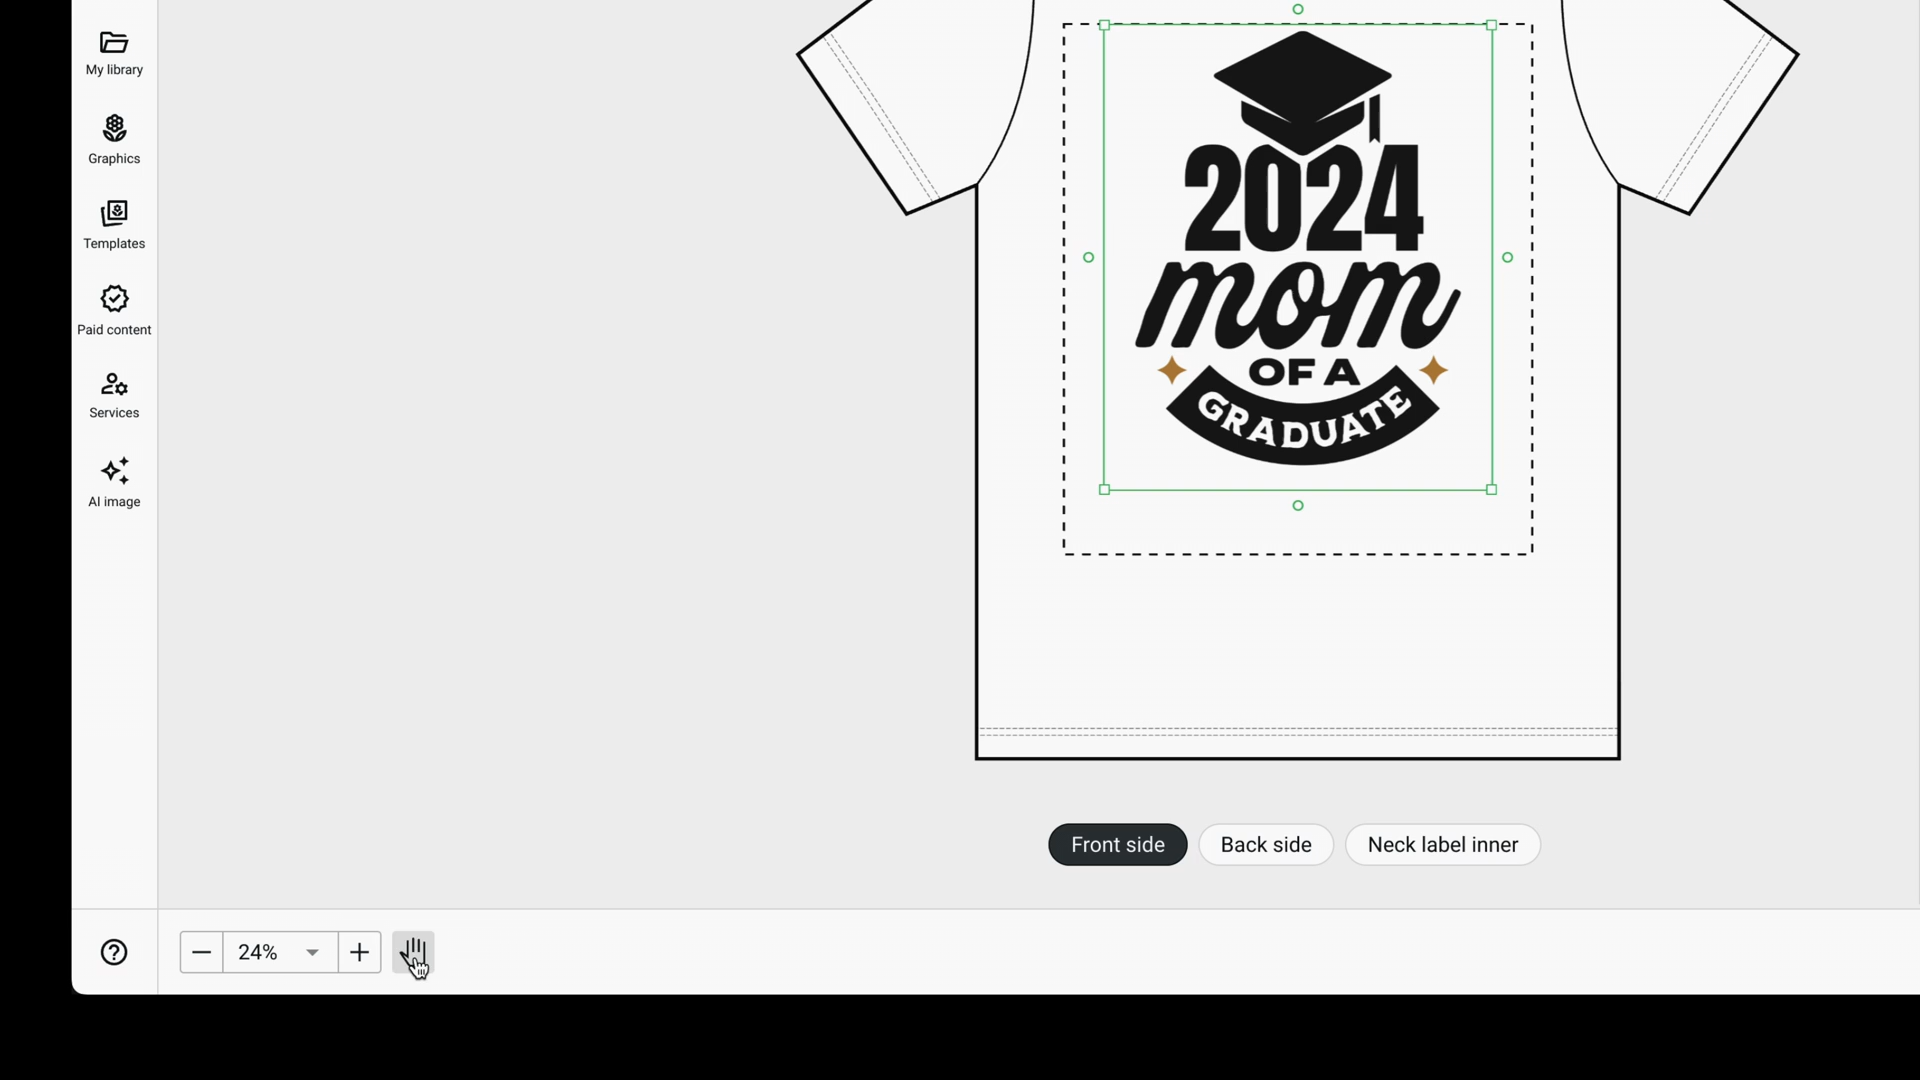 My library
Graphics
Templates
Paid content
Services
AI image
2024
mom
OF A
GRADUATE
Front side
Back side
Neck label inner
24%